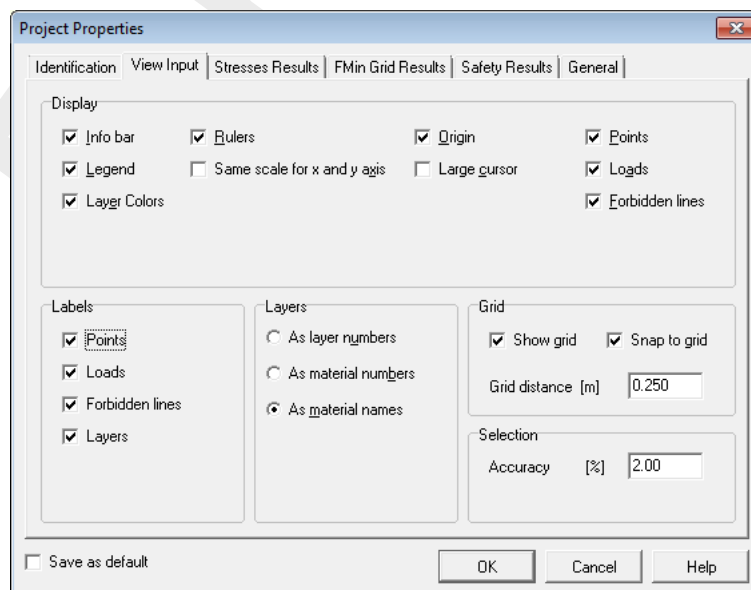 Project Properties
Identification View Input Stresses Results FMin Grid Results Safety Results General
Display
Info bar Rulers Origin Points
Legend Same scale for x and y axis Large cursor Loads
Layer Colors Forbidden lines
Labels
Points
Loads
Forbidden lines
Layers
Layers
As layer numbers
As material numbers
As material names
Grid
Show grid Snap to grid
Grid distance [m] 0.250
Selection
Accuracy [%] 2.00
Save as default OK Cancel Help